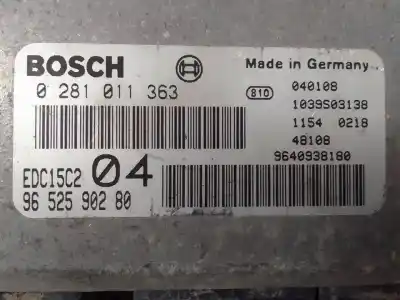 BOSCH
Made in Germany
0 281 011 363
810
040108
1039S03138
1154 0218
48108
9640938180
EDC15C2 04
96 525 902 80